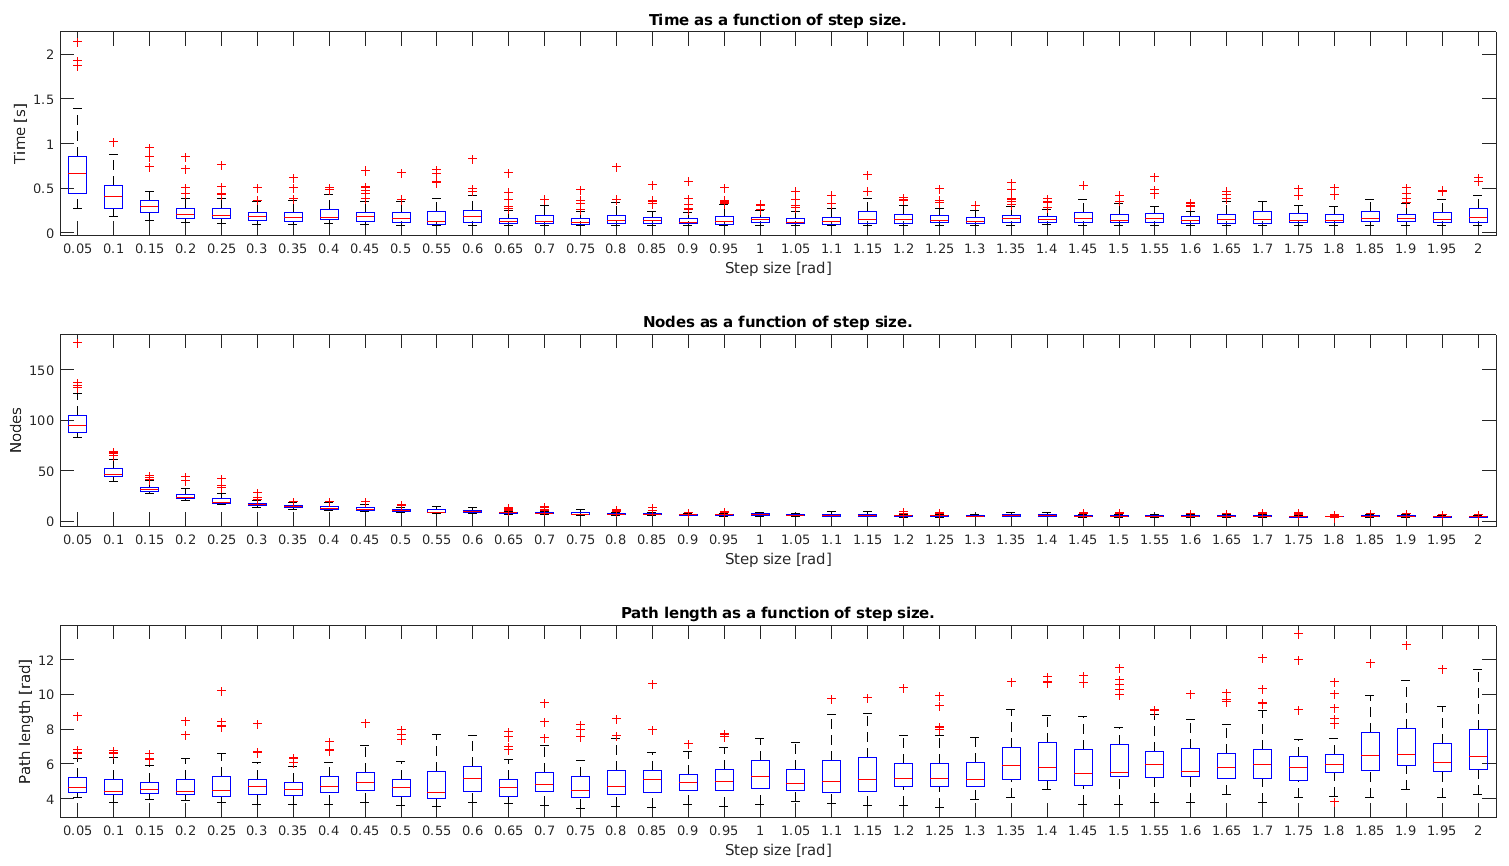 Time as a function of step size.
Time [s]
2
1.5
1
0.5
0
0.05 0.1 0.15 0.2 0.25 0.3 0.35 0.4 0.45 0.5 0.55 0.6 0.65 0.7 0.75 0.8 0.85 0.9 0.95 1 1.05 1.1 1.15 1.2 1.25 1.3 1.35 1.4 1.45 1.5 1.55 1.6 1.65 1.7 1.75 1.8 1.85 1.9 1.95 2
Step size [rad]
Nodes as a function of step size.
Nodes
150
100
50
0
0.05 0.1 0.15 0.2 0.25 0.3 0.35 0.4 0.45 0.5 0.55 0.6 0.65 0.7 0.75 0.8 0.85 0.9 0.95 1 1.05 1.1 1.15 1.2 1.25 1.3 1.35 1.4 1.45 1.5 1.55 1.6 1.65 1.7 1.75 1.8 1.85 1.9 1.95 2
Step size [rad]
Path length as a function of step size.
Path length [rad]
12
10
8
6
4
0.05 0.1 0.15 0.2 0.25 0.3 0.35 0.4 0.45 0.5 0.55 0.6 0.65 0.7 0.75 0.8 0.85 0.9 0.95 1 1.05 1.1 1.15 1.2 1.25 1.3 1.35 1.4 1.45 1.5 1.55 1.6 1.65 1.7 1.75 1.8 1.85 1.9 1.95 2
Step size [rad]